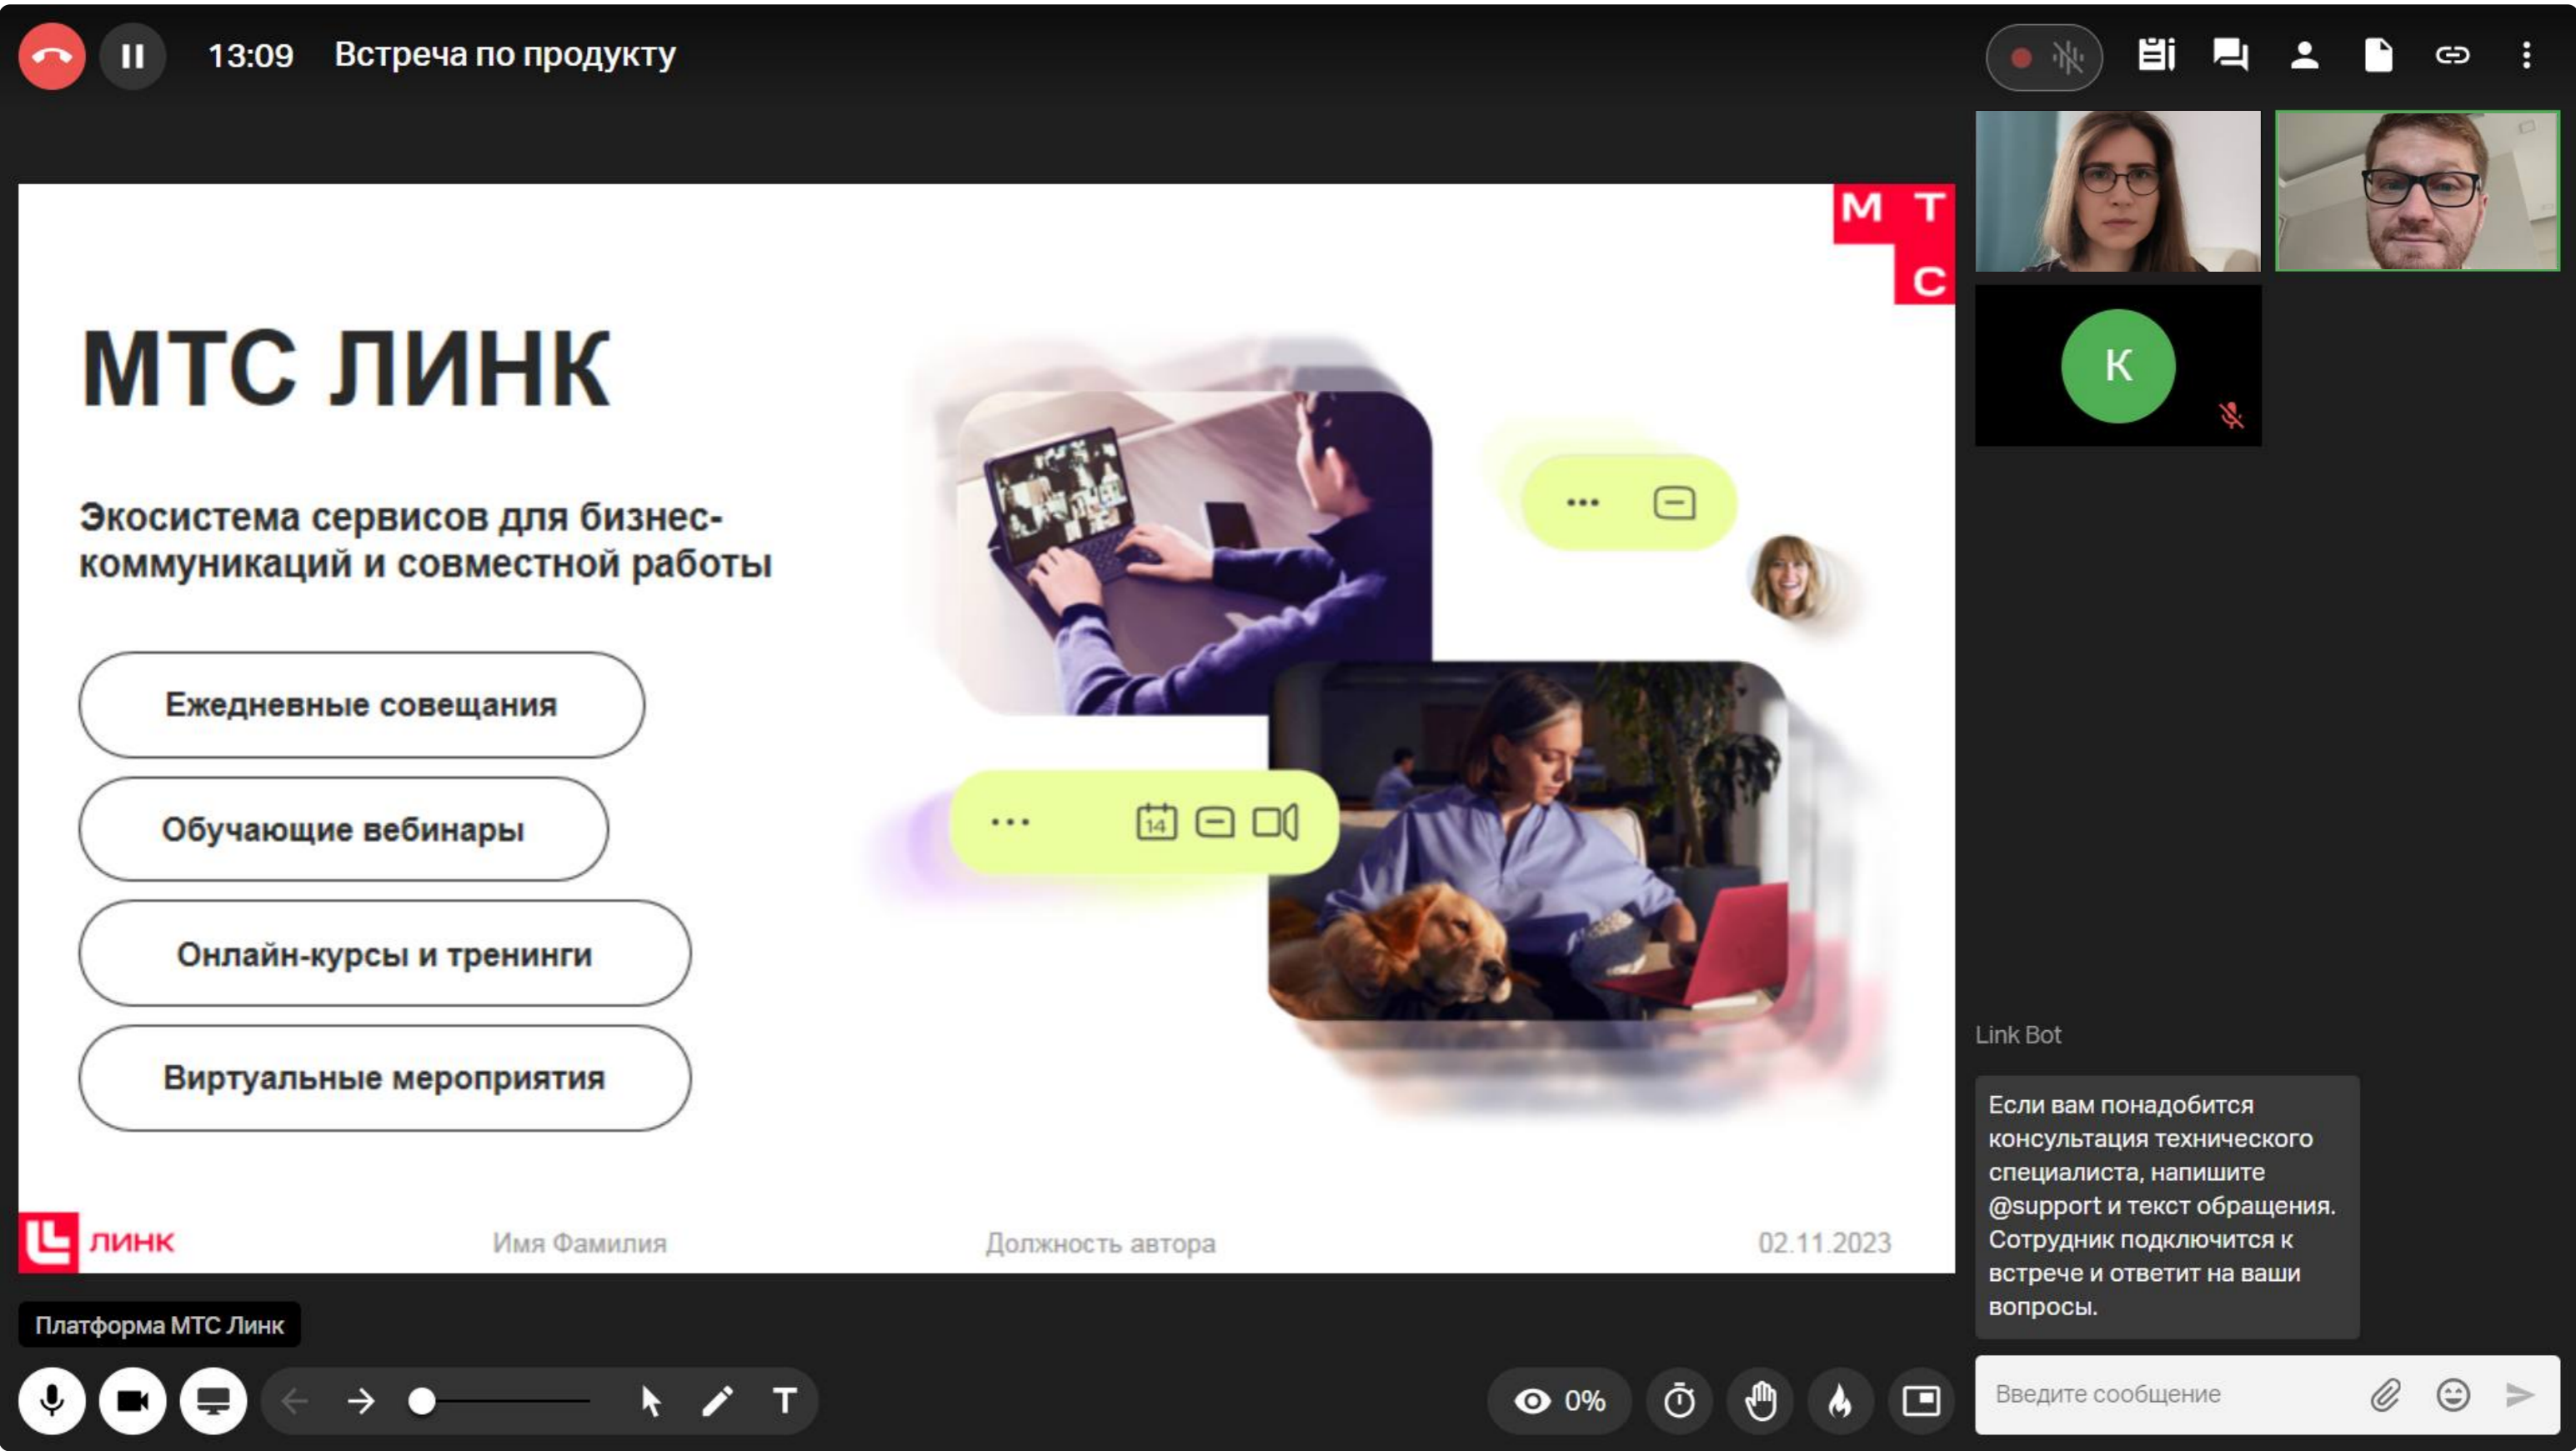 13:09 Встреча по продукту
М Т
С
МТС ЛИНК
Экосистема сервисов для бизнес-
коммуникаций и совместной работы
Ежедневные совещания
Обучающие вебинары
Онлайн-курсы и тренинги
Виртуальные мероприятия
14
ЛИНК
Имя Фамилия
Должность автора
02.11.2023
Платформа МТС Линк
T
0%
К
Link Bot
Если вам понадобится
консультация технического
специалиста, напишите
@support и текст обращения.
Сотрудник подключится к
встрече и ответит на ваши
вопросы.
Введите сообщение